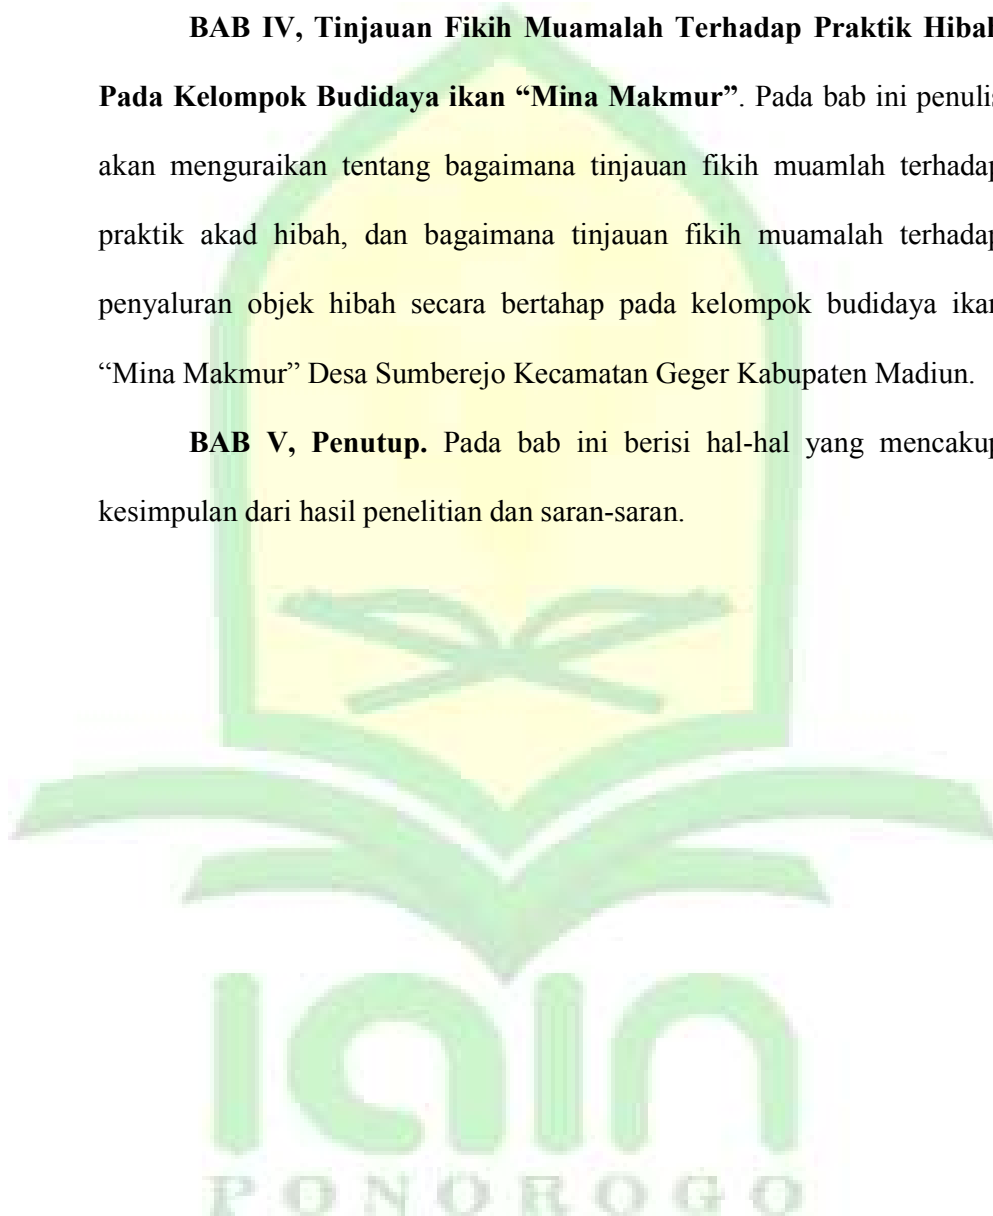 BAB IV, Tinjauan Fikih Muamalah Terhadap Praktik Hibah
Pada Kelompok Budidaya ikan “Mina Makmur”. Pada bab ini penulis
akan menguraikan tentang bagaimana tinjauan fikih muamlah terhadap
praktik akad hibah, dan bagaimana tinjauan fikih muamalah terhadap
penyaluran objek hibah secara bertahap pada kelompok budidaya ikan
“Mina Makmur” Desa Sumberejo Kecamatan Geger Kabupaten Madiun.
BAB V, Penutup. Pada bab ini berisi hal-hal yang mencakup
kesimpulan dari hasil penelitian dan saran-saran.
iain
PONOROGO